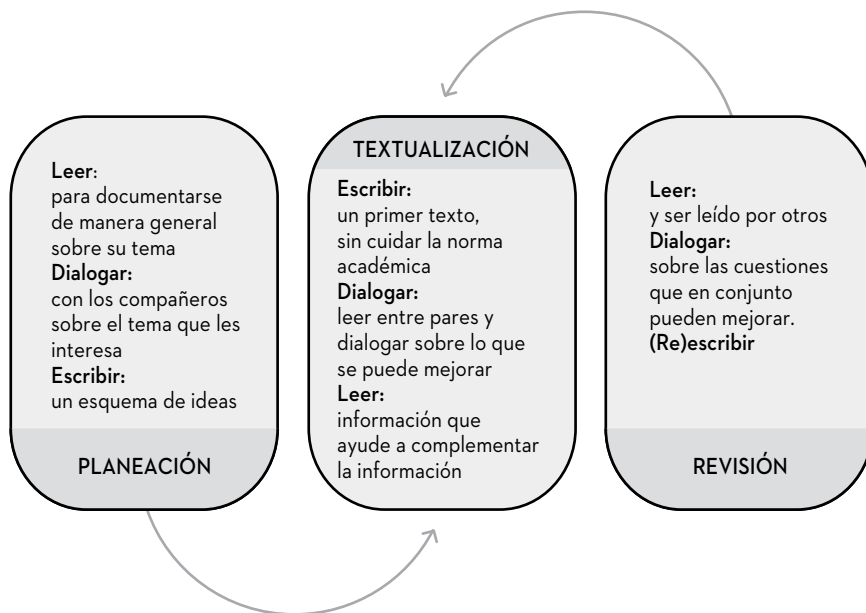 Leer:
para documentarse
de manera general
sobre su tema
Dialogar:
con los compañeros
sobre el tema que les
interesa
Escribir:
un esquema de ideas
PLANEACIÓN
TEXTUALIZACIÓN
Escribir:
un primer texto,
sin cuidar la norma
académica
Dialogar:
leer entre pares y
dialogar sobre lo que
se puede mejorar
Leer:
información que
ayude a complementar
la información
Leer:
y ser leído por otros
Dialogar:
sobre las cuestiones
que en conjunto
pueden mejorar.
(Re)escribir
REVISIÓN